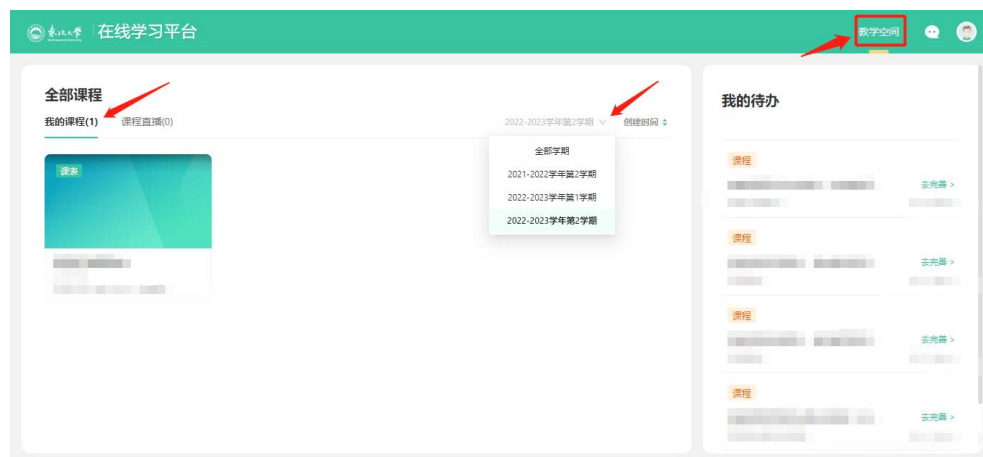 东北大学 在线学习平台
教学空间
全部课程
我的课程(1) 课程直播(0)
2022-2023学年第2学期 创建时间
全部学期
2021-2022学年第2学期
2022-2023学年第1学期
2022-2023学年第2学期
课表
我的待办
课程
去完善 >
课程
去完善 >
课程
去完善 >
课程
去完善 >